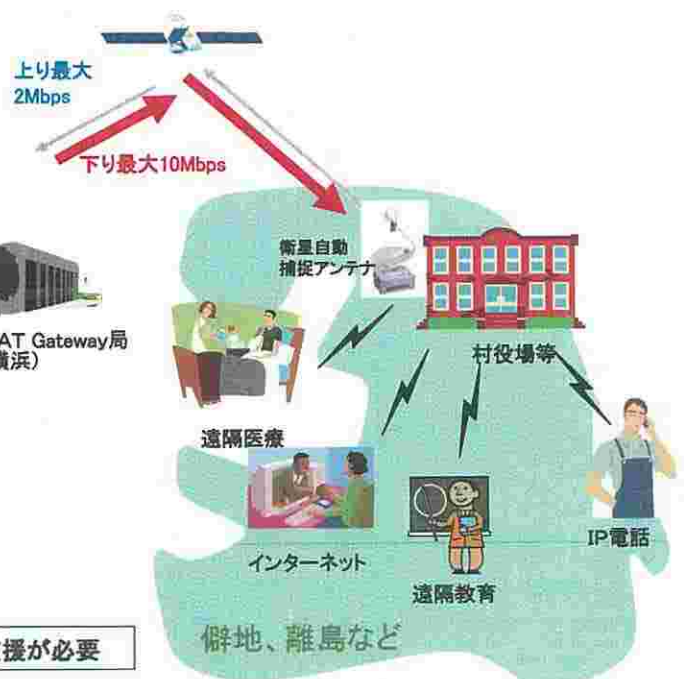 上り最大
2Mbps
下り最大10Mbps
衛星自動
捕捉アンテナ
AT Gateway局
横浜）
村役場等
遠隔医療
インターネット
遠隔教育
IP電話
援が必要
僻地、離島など